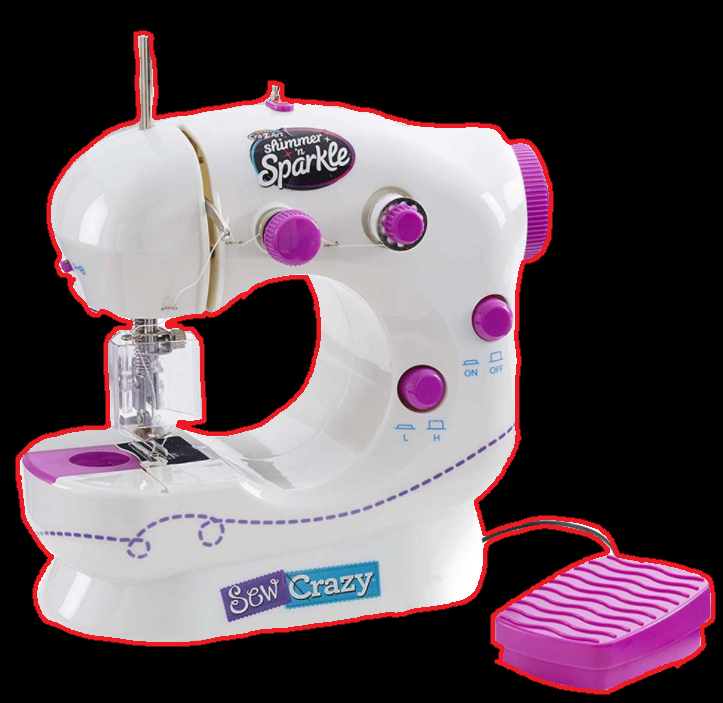 Cra-Z-Art
shimmer
'n
Sparkle
ON OFF
L H
Sew Crazy